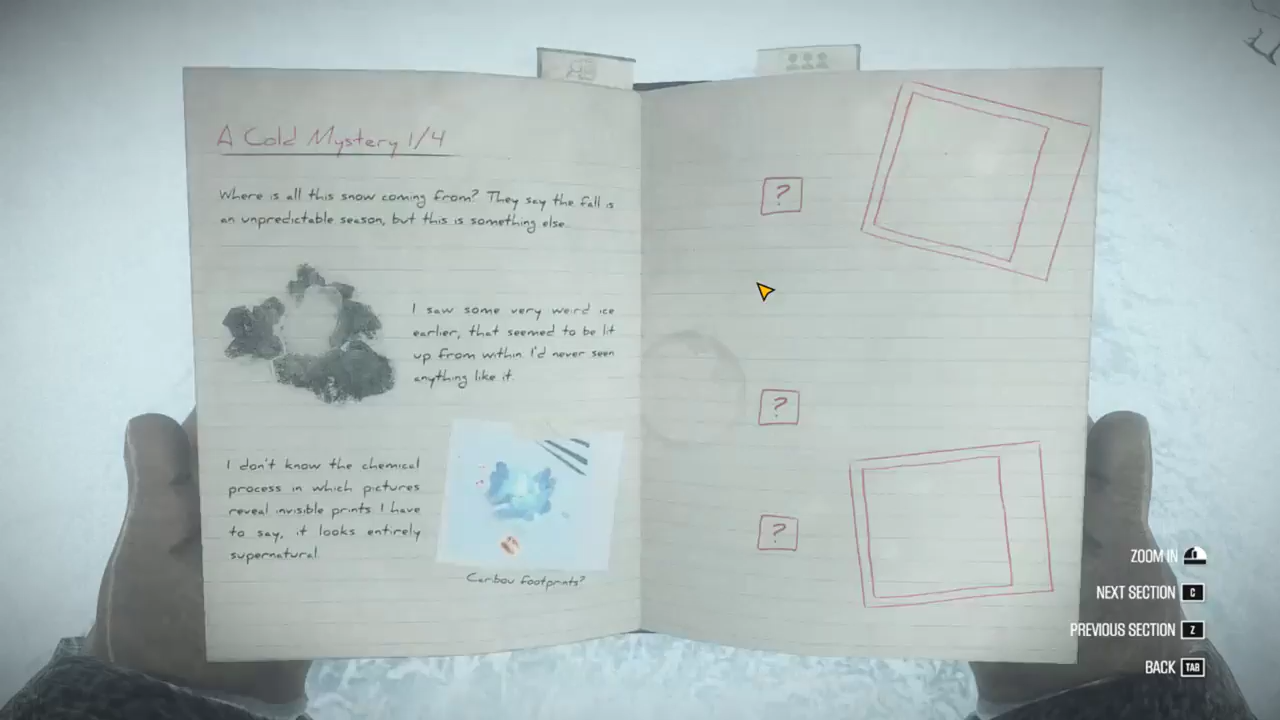 A Cold Mystery 1/4
Where is all this snow coming from? They say the fall is
an unpredictable season, but this is something else.
I saw some very weird ice
earlier, that seemed to be lit
up from within. I'd never seen
anything like it.
I don't know the chemical
process in which pictures
reveal invisible prints. I have
to say, it looks entirely
supernatural.
Caribou footprints?
?
?
?
ZOOM IN
NEXT SECTION C
PREVIOUS SECTION Z
BACK TAB